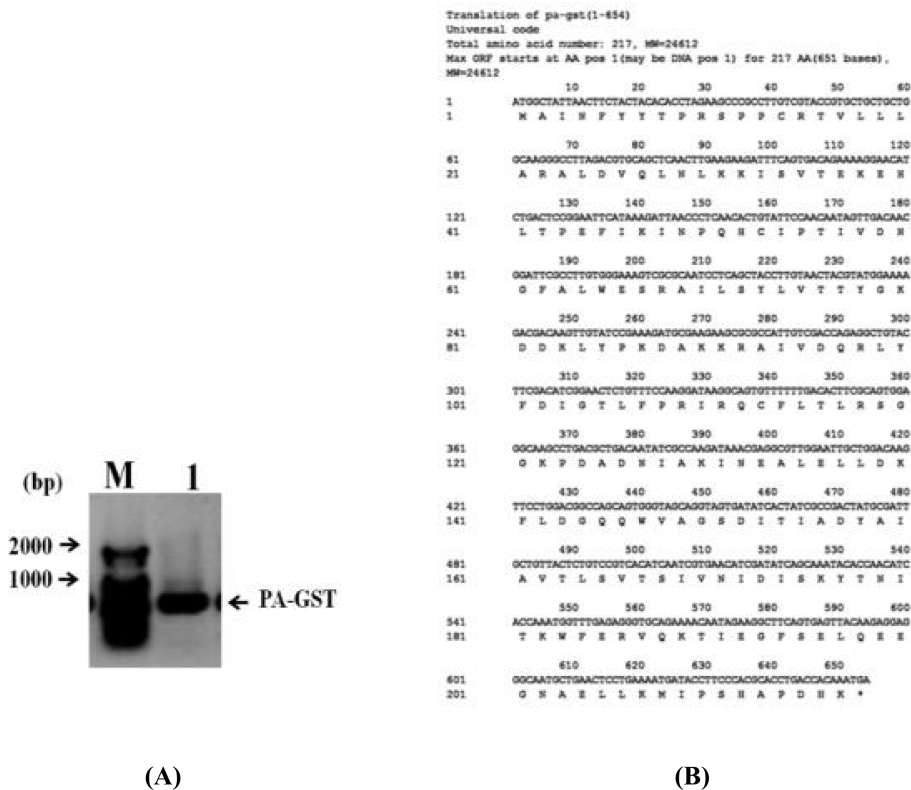 (bp)
M 1
2000
1000
PA-GST
(A)
Translation of pa-gst(1-654)
Universal code
Total amino acid number: 217, MW=24612
Max ORF starts at AA pos 1(may be DNA pos 1) for 217 AA(651 bases),
MW=24612
10 20 30 40 50 60
1 ATGGCTATTAACTTCTACTACACACCTAGAAGCCCGCCTTGTCGTACCGTGCTGCTGCTG
1 M A I N F Y Y T P R S P P C R T V L L L
70 80 90 100 110 120
61 GCAAGGGCCTTAGACGTGCAGCTCAACTTGAAGAAGATTTCAGTGACAGAAAAGGAACAT
21 A R A L D V Q L N L K K I S V T E K E H
130 140 150 160 170 180
121 CTGACTCCGGAATTCATAAAGATTAACCCTCAACACTGTATTCCAACAATAGTTGACAAC
41 L T P E F I K I N P Q H C I P T I V D N
190 200 210 220 230 240
181 GGATTCGCCTTGTGGGAAAGTCGCGCAATCCTCAGCTACCTTGTAACTACGTATGGAAAA
61 G F A L W E S R A I L S Y L V T T Y G K
250 260 270 280 290 300
241 GACGACAAGTTGTATCCGAAAGATGCGAAGAAGCGCGCCATTGTCGACCAGAGGCTGTAC
81 D D K L Y P K D A K K R A I V D Q R L Y
310 320 330 340 350 360
301 TTCGACATCGGAACTCTGTTTCCAAGGATAAGGCAGTGTTTTTTGACACTTCGCAGTGGA
101 F D I G T L F P R I R Q C F L T L R S G
370 380 390 400 410 420
361 GGCAAGCCTGACGCTGACAATATCGCCAAGATAAACGAGGCGTTGGAATTGCTGGACAAG
121 G K P D A D N I A K I N E A L E L L D K
430 440 450 460 470 480
421 TTCCTGGACGGCCAGCAGTGGGTAGCAGGTAGTGATATCACTATCGCCGACTATGCGATT
141 F L D G Q Q W V A G S D I T I A D Y A I
490 500 510 520 530 540
481 GCTGTTACTCTGTCCGTCACATCAATCGTGAACATCGATATCAGCAAATACACCAACATC
161 A V T L S V T S I V N I D I S K Y T N I
550 560 570 580 590 600
541 ACCAAATGGTTTGAGAGGGTGCAGAAAACAATAGAAGGCTTCAGTGAGTTACAAGAGGAG
181 T K W F E R V Q K T I E G F S E L Q E E
610 620 630 640 650
601 GGCAATGCTGAACTCCTGAAAATGATACCTTCCCACGCACCTGACCACAAATGA
201 G N A E L L K M I P S H A P D H K *
(B)